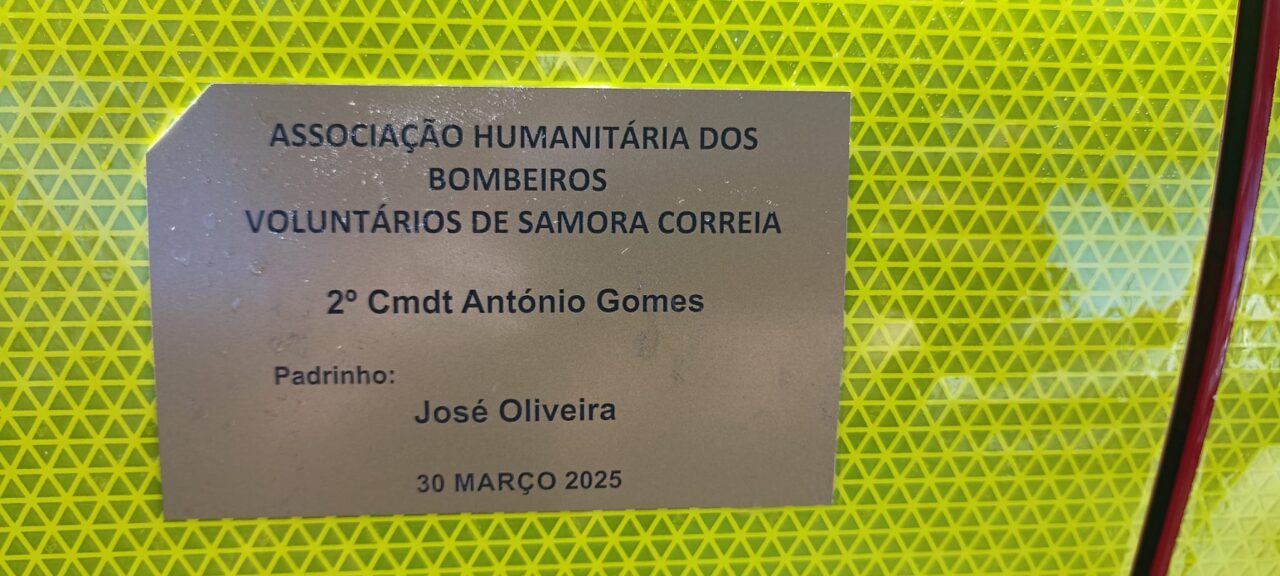 ASSOCIAÇÃO HUMANITÁRIA DOS
BOMBEIROS
VOLUNTÁRIOS DE SAMORA CORREIA
2º Cmdt António Gomes
Padrinho:
José Oliveira
30 MARÇO 2025